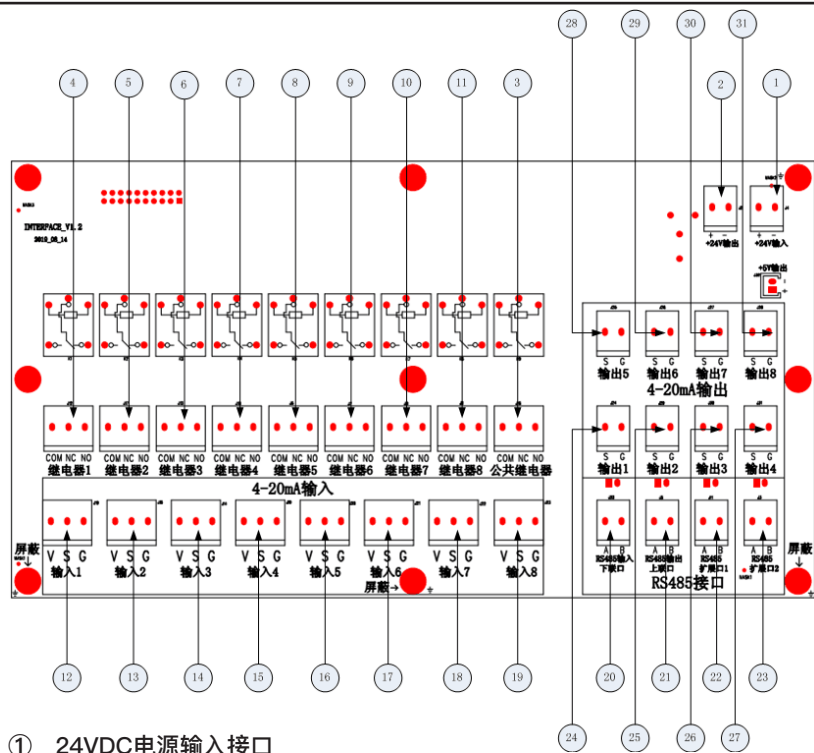 28 29 30 31
4 5 6 7 8 9 10 11 3 2 1
INTERFACE_V1.2
2019_08_14
+ - + -
+24V输出 +24V输入
+5V输出
S G S G S G S G
输出5 输出6 输出7 输出8
4-20mA输出
S G S G S G S G
输出1 输出2 输出3 输出4
COM NC NO COM NC NO COM NC NO COM NC NO COM NC NO COM NC NO COM NC NO COM NC NO COM NC NO
继电器1 继电器2 继电器3 继电器4 继电器5 继电器6 继电器7 继电器8 公共继电器
4-20mA输入
V S G V S G V S G V S G V S G V S G V S G V S G
输入1 输入2 输入3 输入4 输入5 输入6 输入7 输入8
屏蔽
屏蔽→
A B A B A B A B
RS485输入 RS485输出 RS485 RS485
下联口 上联口 扩展口1 扩展口2
RS485接口
屏蔽
12 13 14 15 16 17 18 19 20 21 22 23
24 25 26 27
① 24VDC电源输入接口